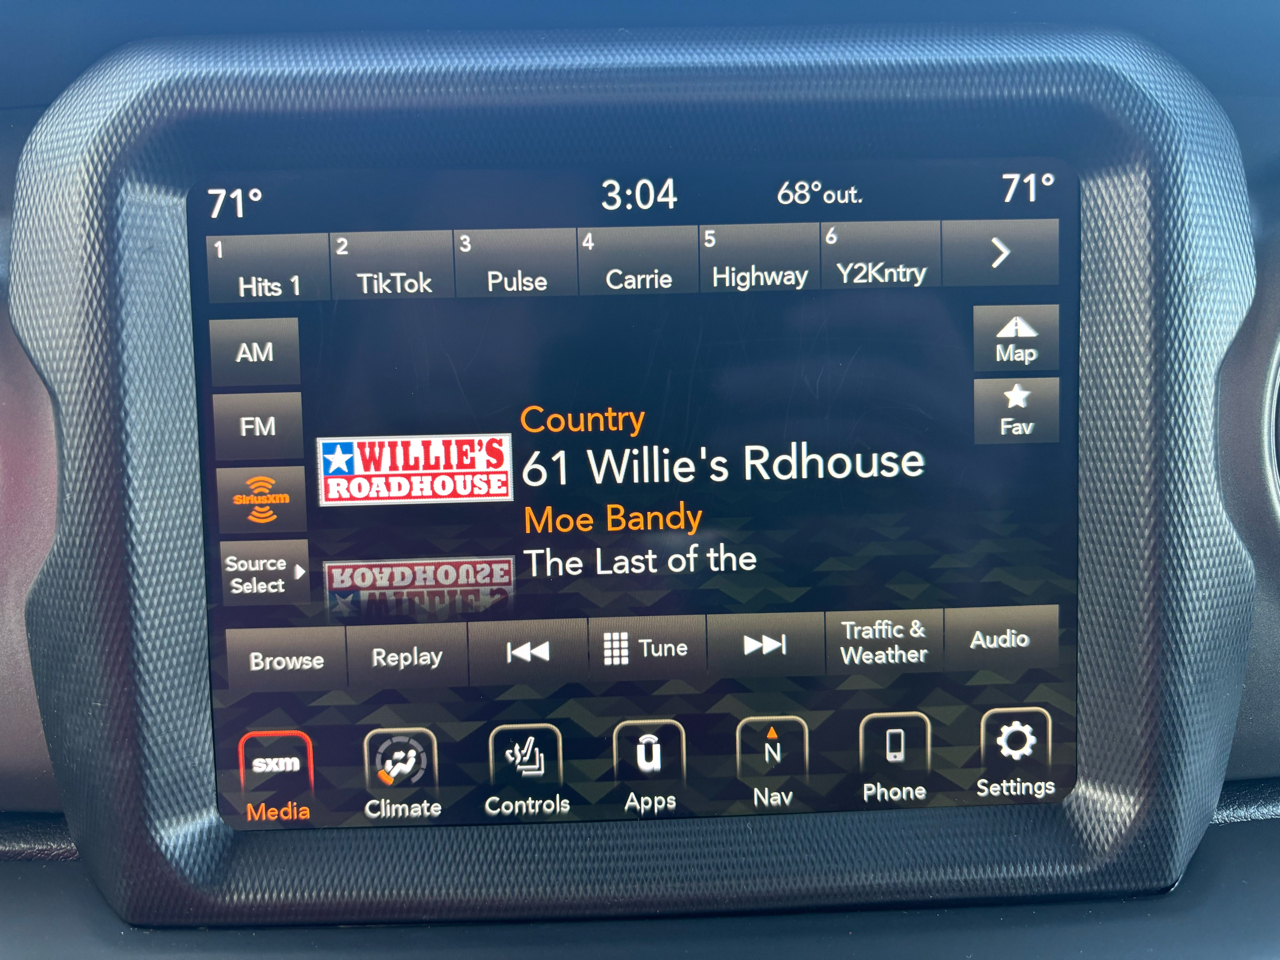 71° 3:04 68°out. 71°
1 2 3 4 5 6
Hits 1 TikTok Pulse Carrie Highway Y2Kntry
AM
FM
SiriusXM
Source
Select
Map
Fav
WILLIE'S
ROADHOUSE
Country
61 Willie's Rdhouse
Moe Bandy
The Last of the
ROADHOUSE
WILLIE'S
Browse Replay Tune Traffic &
Weather Audio
sxm
Media Climate Controls
u
Apps
N
Nav Phone Settings